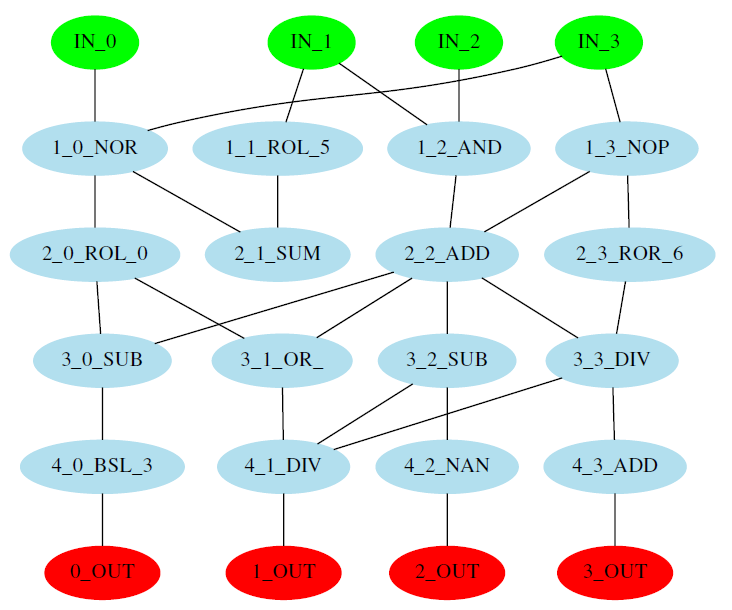 IN_0 IN_1 IN_2 IN_3
1_0_NOR 1_1_ROL_5 1_2_AND 1_3_NOP
2_0_ROL_0 2_1_SUM 2_2_ADD 2_3_ROR_6
3_0_SUB 3_1_OR_ 3_2_SUB 3_3_DIV
4_0_BSL_3 4_1_DIV 4_2_NAN 4_3_ADD
0_OUT 1_OUT 2_OUT 3_OUT